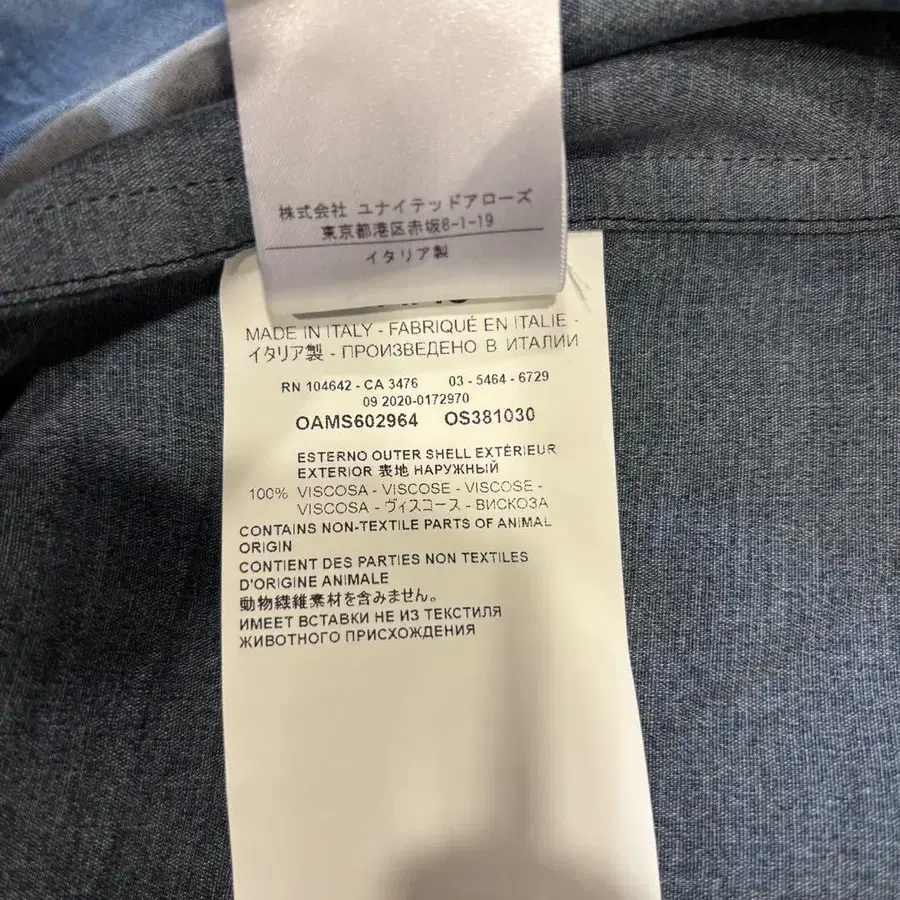 株式会社 ユナイテッドアローズ
東京都港区赤坂8-1-19
イタリア製
MADE IN ITALY - FABRIQUÉ EN ITALIE -
イタリア製 - ПРОИЗВЕДЕНО В ИТАЛИИ
RN 104642 - CA 3476 03 - 5464 - 6729
09 2020-0172970
OAMS602964 OS381030
ESTERNO OUTER SHELL EXTÉRIEUR
EXTERIOR 表地 НАРУЖНЫЙ
100% VISCOSA - VISCOSE - VISCOSE -
VISCOSA - ヴィスコース - ВИСКОЗА
CONTAINS NON-TEXTILE PARTS OF ANIMAL
ORIGIN
CONTIENT DES PARTIES NON TEXTILES
D'ORIGINE ANIMALE
動物繊維素材を含みません。
ИМЕЕТ ВСТАВКИ НЕ ИЗ ТЕКСТИЛЯ
ЖИВОТНОГО ПРИСХОЖДЕНИЯ